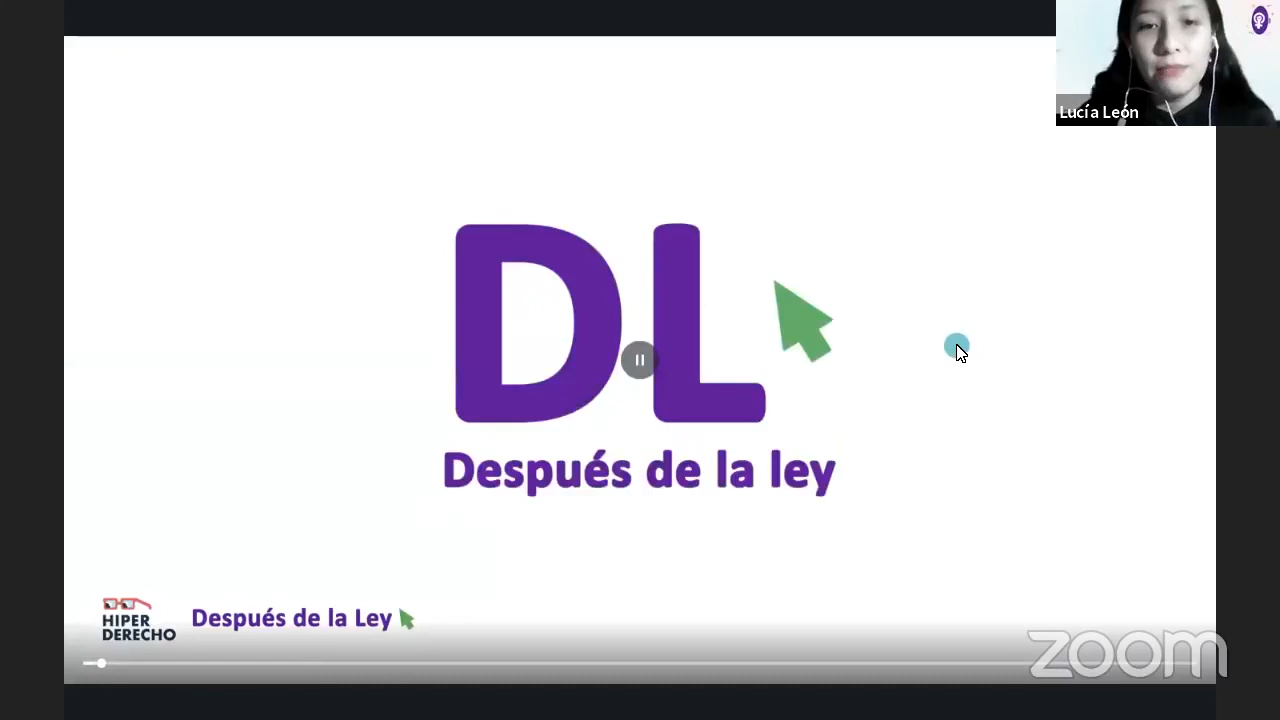 Lucía León
DL
Después de la ley
HIPER
DERECHO
Después de la Ley
zoom